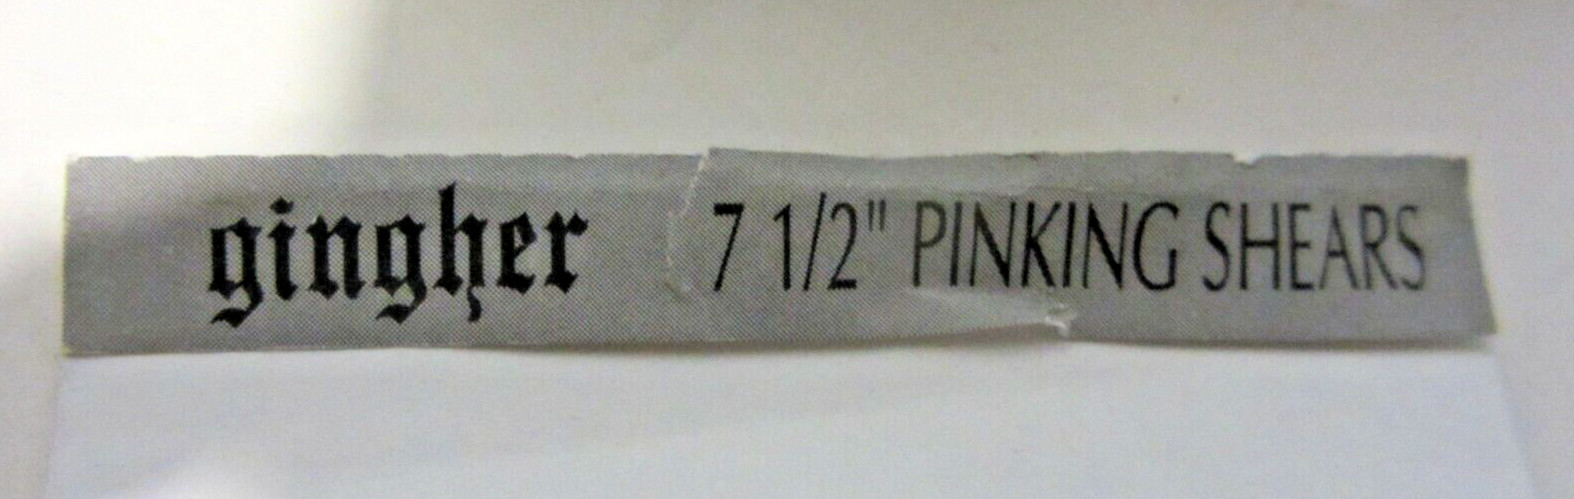 gingher 7 1/2" PINKING SHEARS